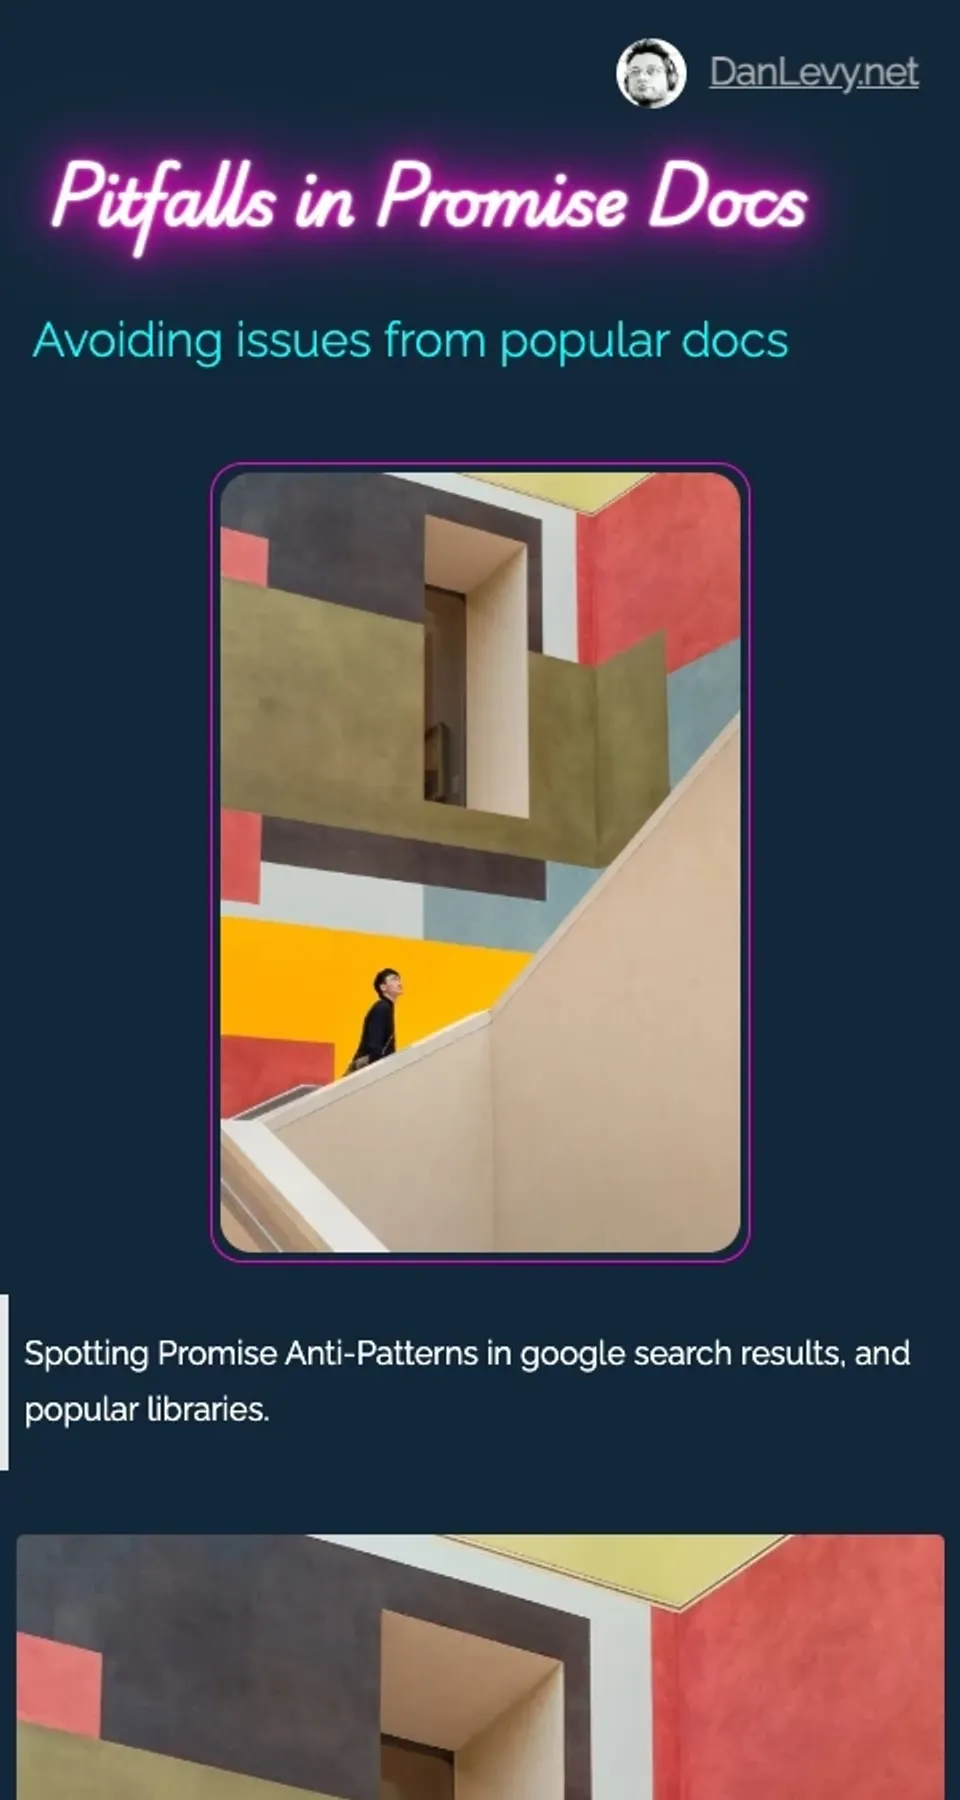 DanLevy.net
Pitfalls in Promise Docs
Avoiding issues from popular docs
Spotting Promise Anti-Patterns in google search results, and
popular libraries.